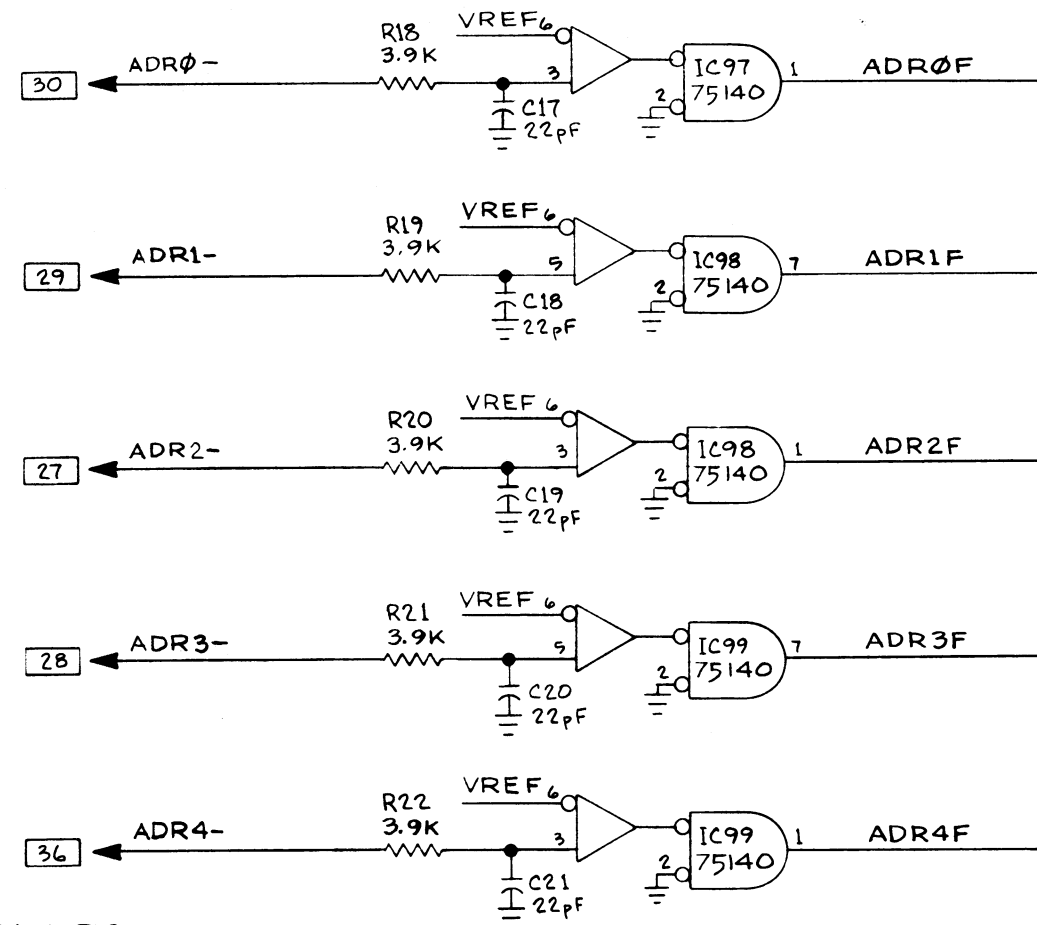 VREF 6
R18
3.9K
30
ADRØ-
3
IC97
75140
1
ADRØF
2
C17
22pF
VREF 6
R19
3.9K
29
ADR1-
5
IC98
75140
7
ADR1F
2
C18
22pF
VREF 6
R20
3.9K
27
ADR2-
3
IC98
75140
1
ADR2F
2
C19
22pF
VREF 6
R21
3.9K
28
ADR3-
5
IC99
75140
7
ADR3F
2
C20
22pF
VREF 6
R22
3.9K
36
ADR4-
3
IC99
75140
1
ADR4F
2
C21
22pF